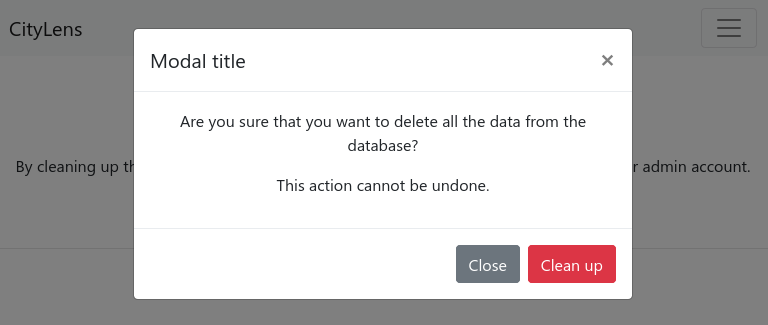 CityLens
Modal title
×
Are you sure that you want to delete all the data from the
database?
By cleaning up admin account.
This action cannot be undone.
Close Clean up